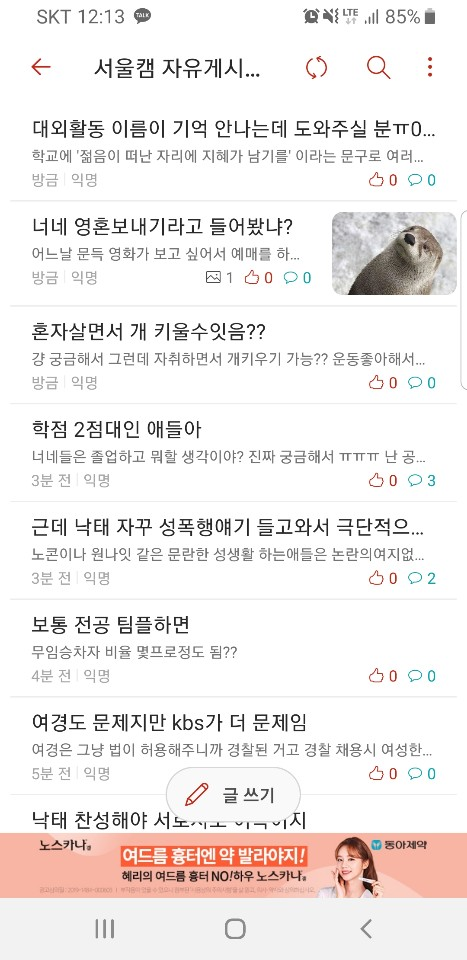 SKT 12:13 TALK LTE 85%
서울캠 자유게시...
대외활동 이름이 기억 안나는데 도와주실 분ㅠ0...
학교에 '젊음이 떠난 자리에 지혜가 남기를' 이라는 문구로 여러...
방금 | 익명 0 0
너네 영혼보내기라고 들어봤냐?
어느날 문득 영화가 보고 싶어서 예매를 하...
방금 | 익명 1 0 0
혼자살면서 개 키울수잇음??
걍 궁금해서 그런데 자취하면서 개키우기 가능?? 운동좋아해서...
방금 | 익명 0 0
학점 2점대인 애들아
너네들은 졸업하고 뭐할 생각이야? 진짜 궁금해서 ㅠㅠㅠ 난 공...
3분 전 | 익명 0 3
근데 낙태 자꾸 성폭행얘기 들고와서 극단적으...
노콘이나 원나잇 같은 문란한 성생활 하는애들은 논란의여지없...
3분 전 | 익명 0 2
보통 전공 팀플하면
무임승차자 비율 몇프로정도 됨??
4분 전 | 익명 0 0
여경도 문제지만 kbs가 더 문제임
여경은 그냥 법이 허용해주니까 경찰된 거고 경찰 채용시 여성한...
5분 전 | 익명 0 0
글 쓰기
낙태 찬성해야
노스카나겔
동아제약
여드름 흉터엔 약 발라야지!
혜리의 여드름 흉터 NO!하우 노스카나겔